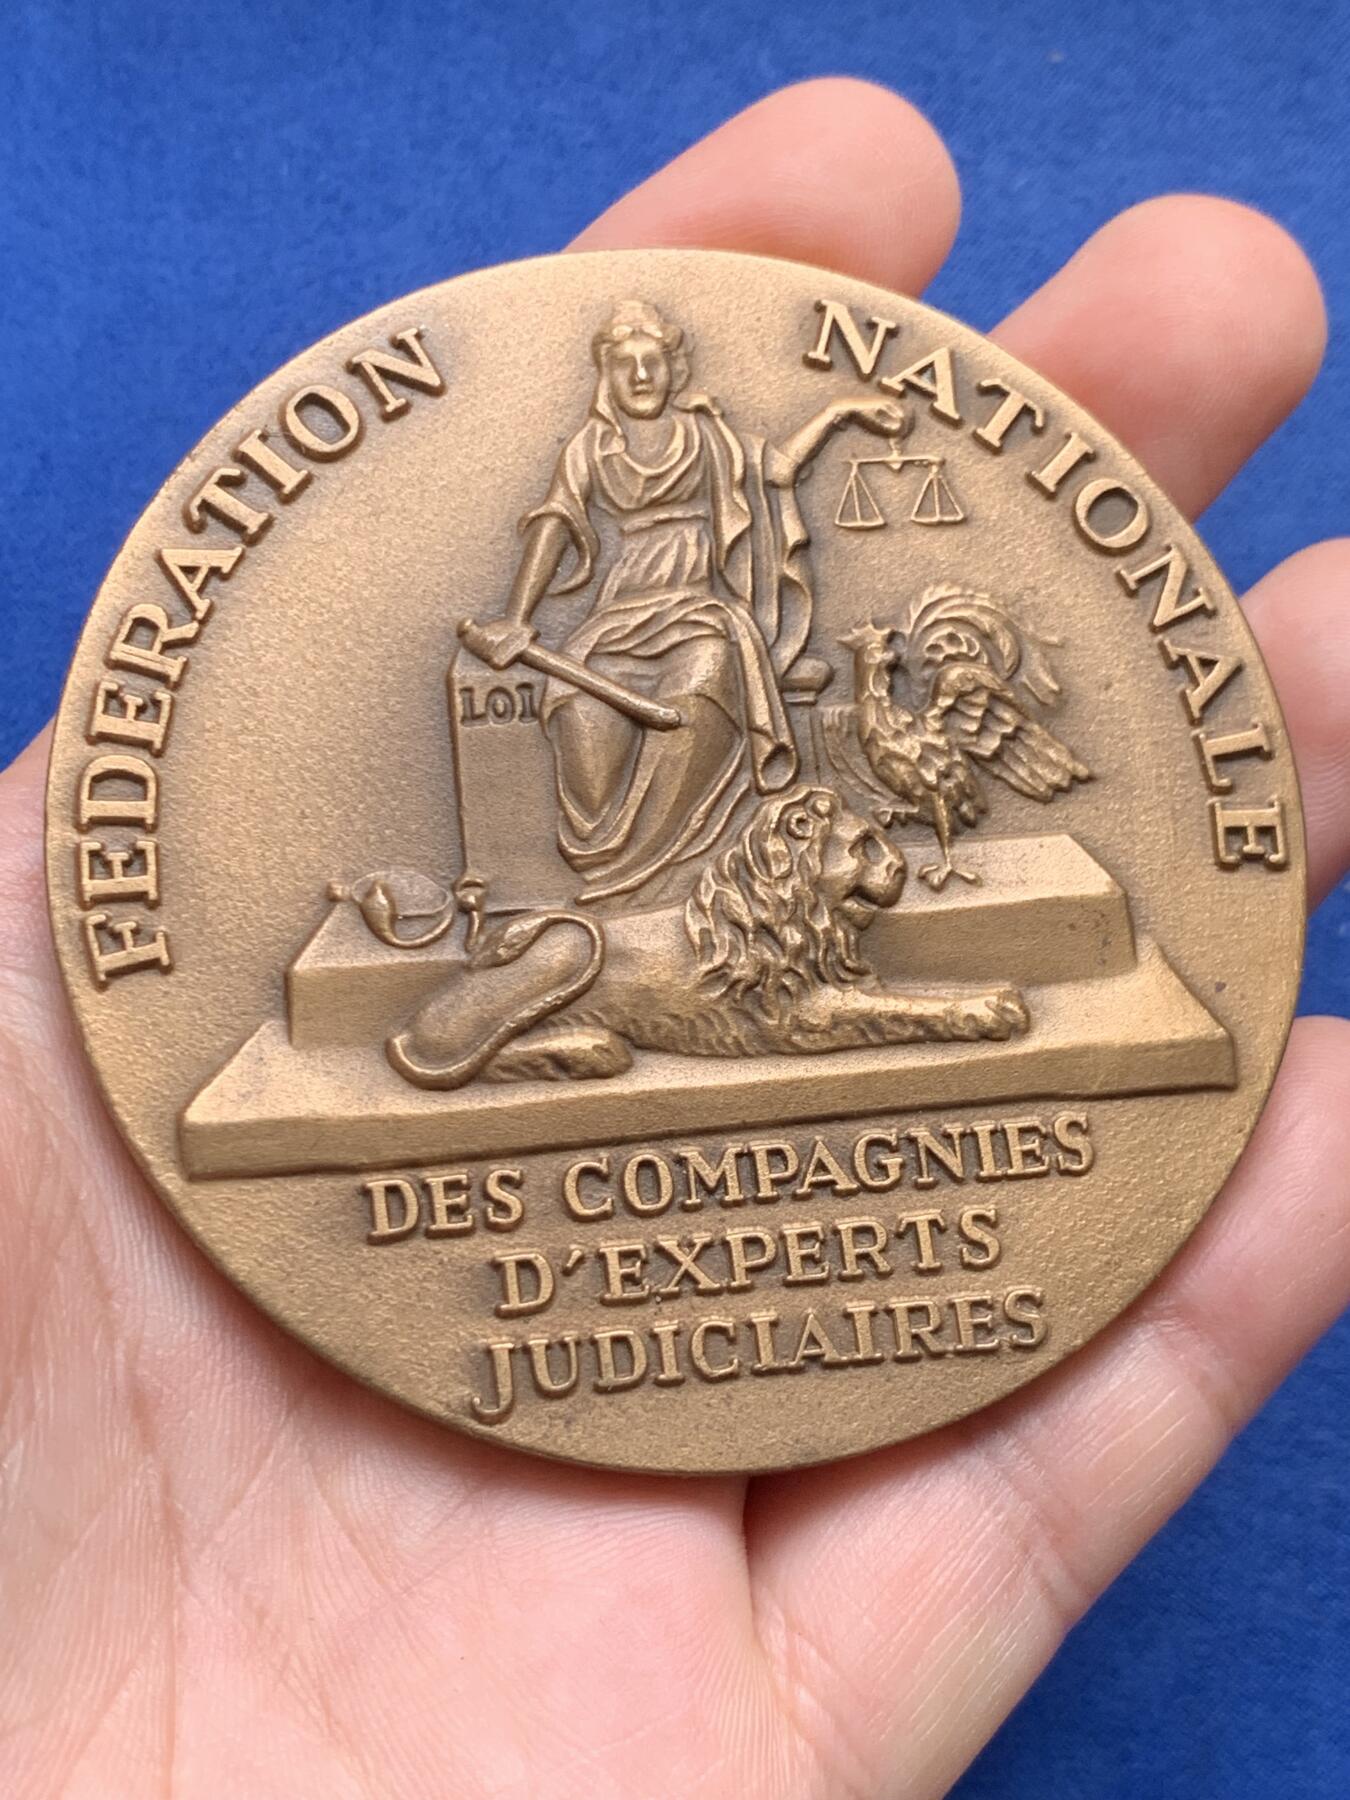 FEDERATION NATIONALE
LOI
DES COMPAGNIES
D'EXPERTS
JUDICIAIRES